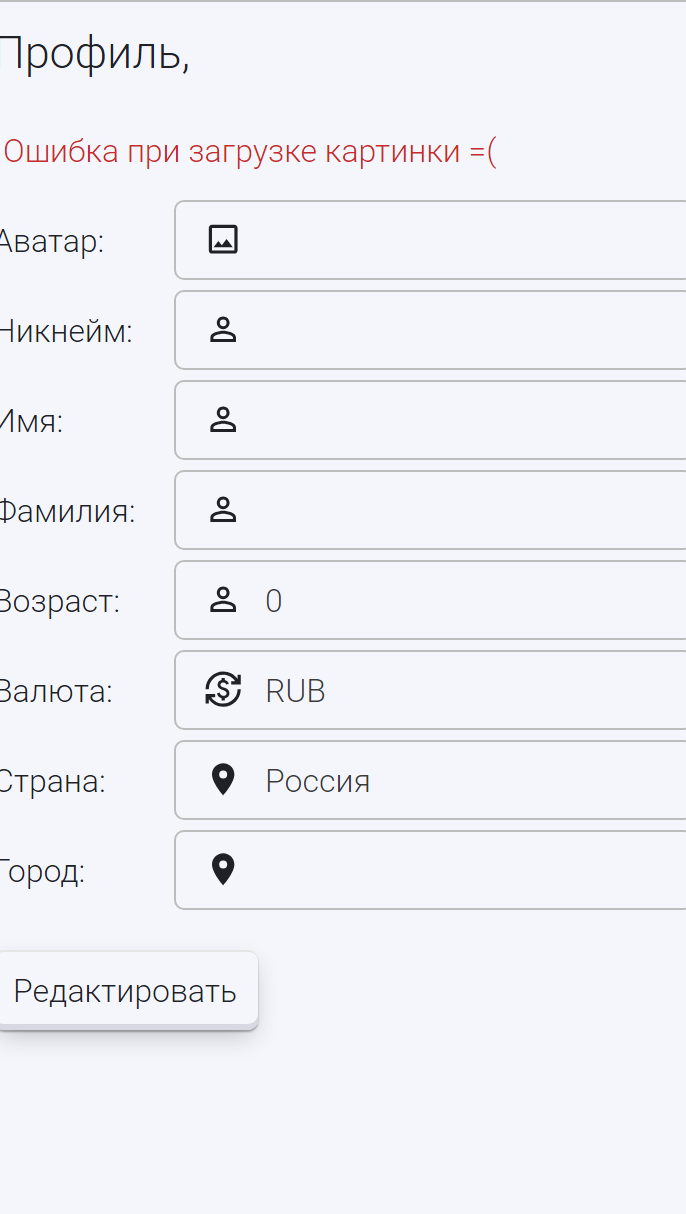 Профиль,
Ошибка при загрузке картинки =(
Аватар:
Никнейм:
Имя:
Фамилия:
Возраст: 0
Валюта: RUB
Страна: Россия
Город:
Редактировать